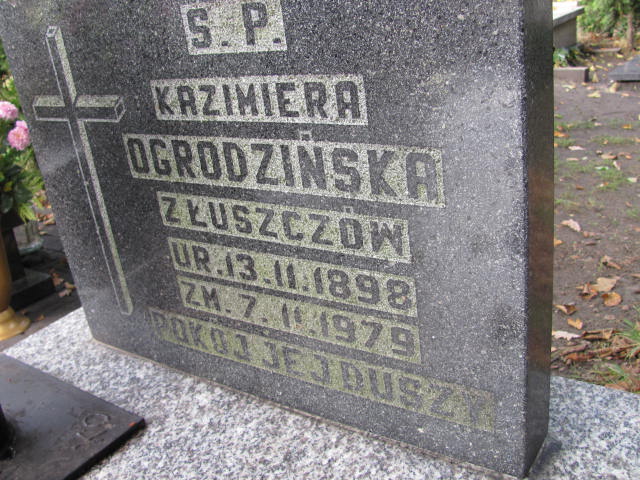 S. P.
KAZIMIERA
OGRODZIŃSKA
Z ŁUSZCZÓW
UR. 13. II. 1898
ZM. 7. II. 1979
POKÓJ JEJ DUSZY